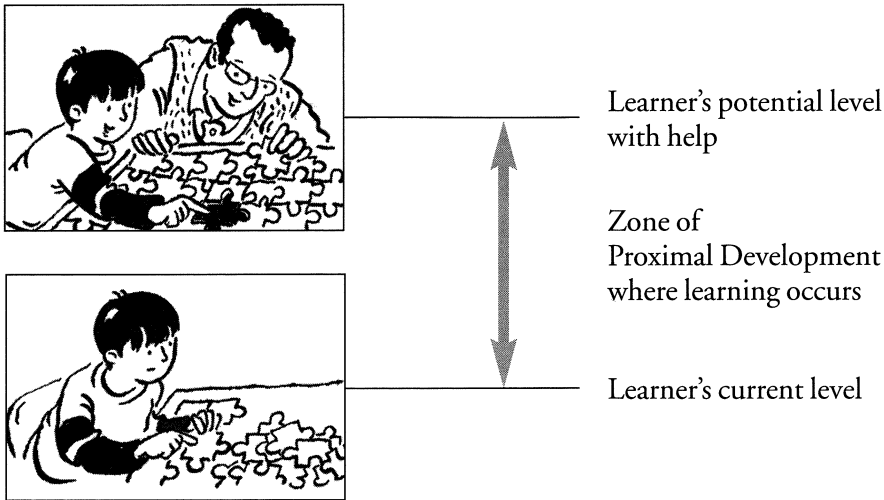 Learner’s potential level
with help
Zone of
Proximal Development
where learning occurs
Learner’s current level